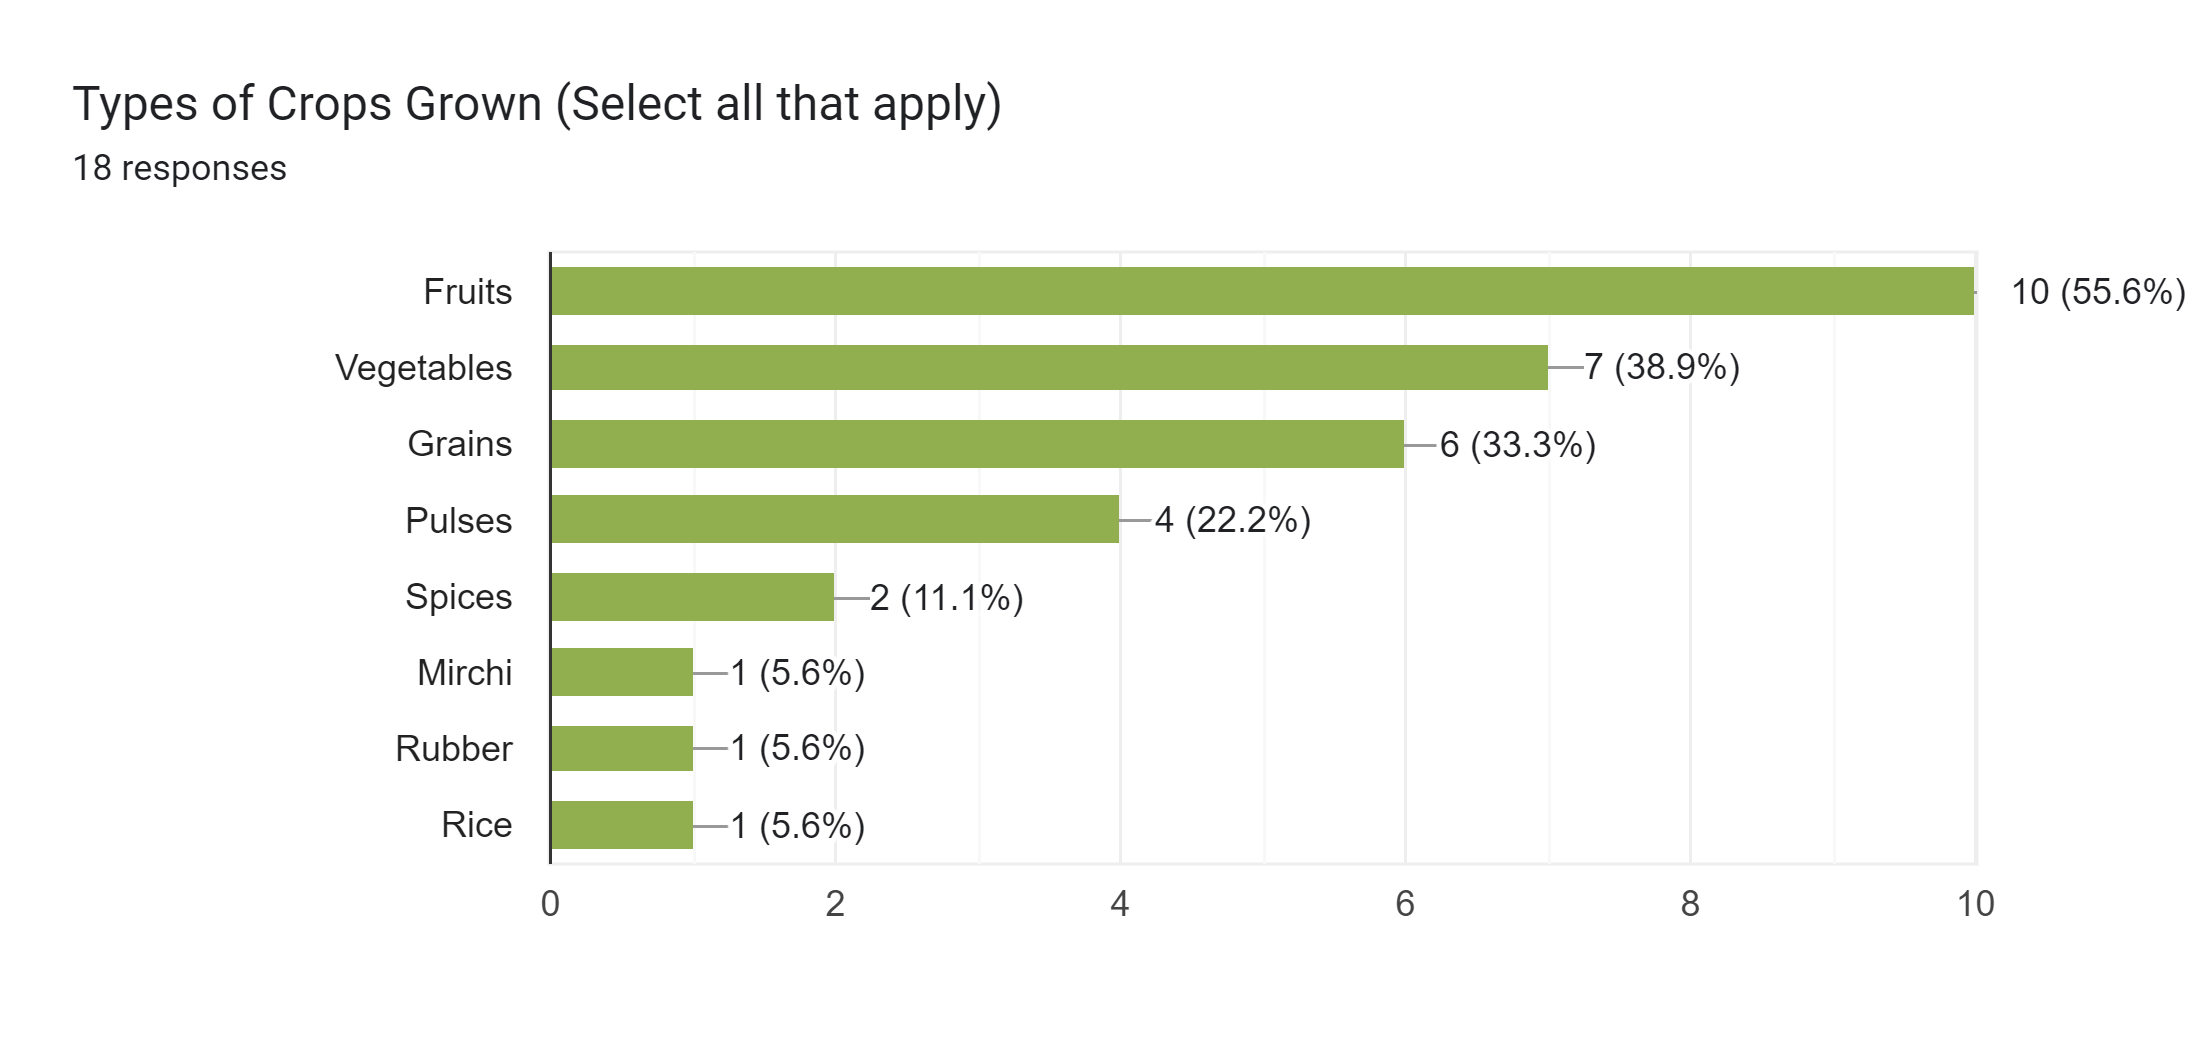 Types of Crops Grown (Select all that apply)
18 responses
Fruits 10 (55.6%)
Vegetables 7 (38.9%)
Grains 6 (33.3%)
Pulses 4 (22.2%)
Spices 2 (11.1%)
Mirchi 1 (5.6%)
Rubber 1 (5.6%)
Rice 1 (5.6%)
0 2 4 6 8 10